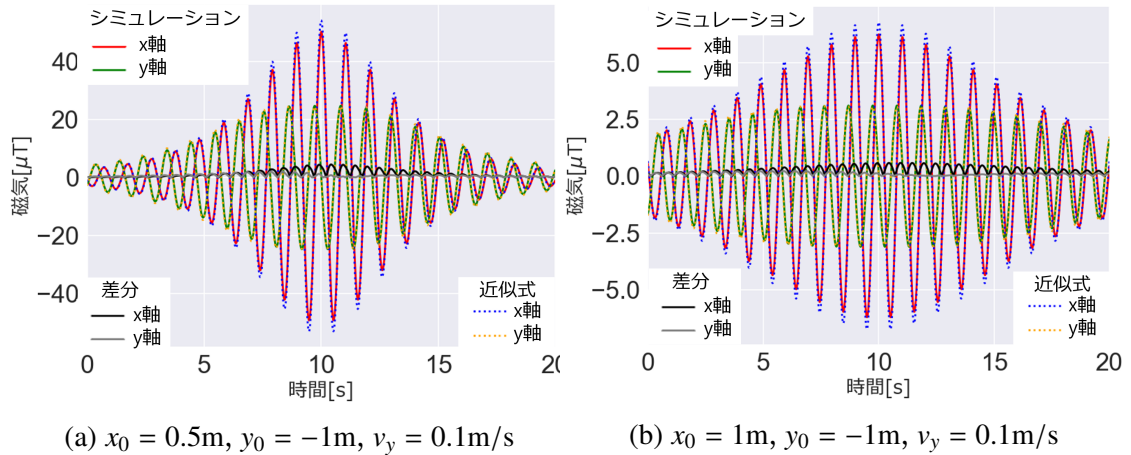 シミュレーション
x軸
y軸
40
20
0
−20
−40
磁気[μT]
差分
x軸
y軸
近似式
x軸
y軸
0
5
10
15
20
時間[s]
(a) x₀ = 0.5m, y₀ = −1m, v_y = 0.1m/s
シミュレーション
x軸
y軸
5.0
2.5
0.0
−2.5
−5.0
磁気[μT]
差分
x軸
y軸
近似式
x軸
y軸
0
5
10
15
20
時間[s]
(b) x₀ = 1m, y₀ = −1m, v_y = 0.1m/s